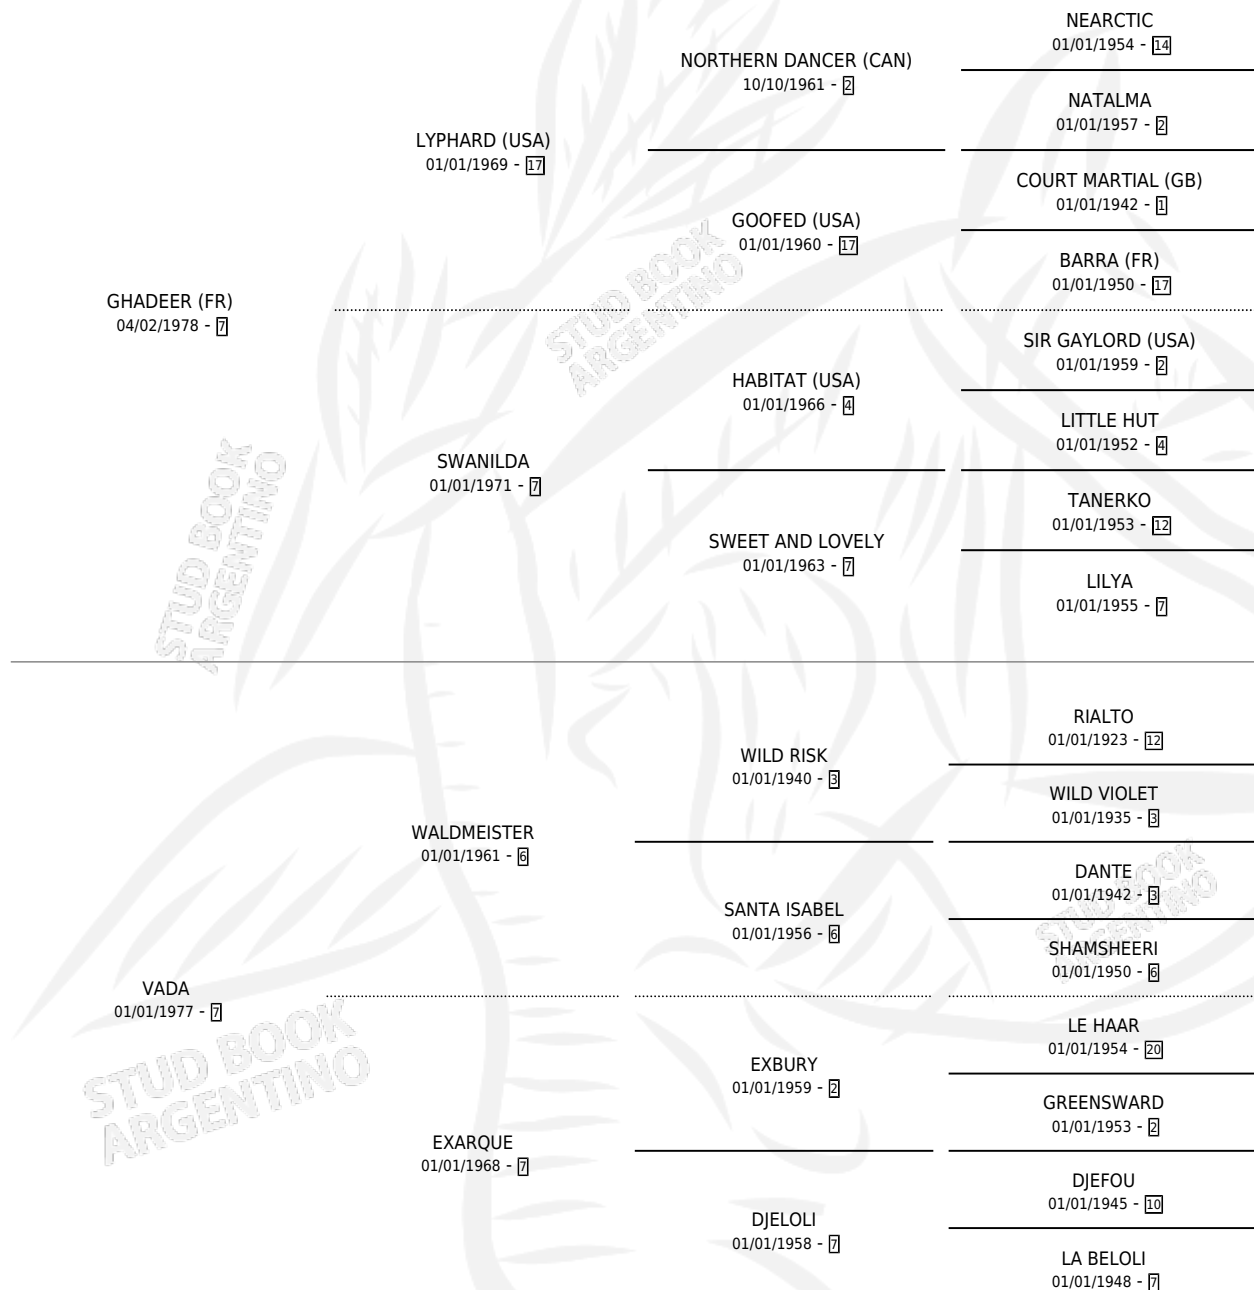 NEARCTIC
01/01/1954 - 14
NORTHERN DANCER (CAN)
10/10/1961 - 2
NATALMA
01/01/1957 - 2
LYPHARD (USA)
01/01/1969 - 17
COURT MARTIAL (GB)
01/01/1942 - 1
GOOFED (USA)
01/01/1960 - 17
BARRA (FR)
01/01/1950 - 17
GHADEER (FR)
04/02/1978 - 7
SIR GAYLORD (USA)
01/01/1959 - 2
HABITAT (USA)
01/01/1966 - 4
LITTLE HUT
01/01/1952 - 4
SWANILDA
01/01/1971 - 7
TANERKO
01/01/1953 - 12
SWEET AND LOVELY
01/01/1963 - 7
LILYA
01/01/1955 - 7
RIALTO
01/01/1923 - 12
WILD RISK
01/01/1940 - 3
WILD VIOLET
01/01/1935 - 3
WALDMEISTER
01/01/1961 - 6
DANTE
01/01/1942 - 3
SANTA ISABEL
01/01/1956 - 6
SHAMSHEERI
01/01/1950 - 6
VADA
01/01/1977 - 7
LE HAAR
01/01/1954 - 20
EXBURY
01/01/1959 - 2
GREENSWARD
01/01/1953 - 2
EXARQUE
01/01/1968 - 7
DJEFOU
01/01/1945 - 10
DJELOLI
01/01/1958 - 7
LA BELOLI
01/01/1948 - 7
STUD BOOK
ARGENTINO
STUD BOOK
ARGENTINO
STUD BOOK
ARGENTINO
STUD BOOK
ARGENTINO